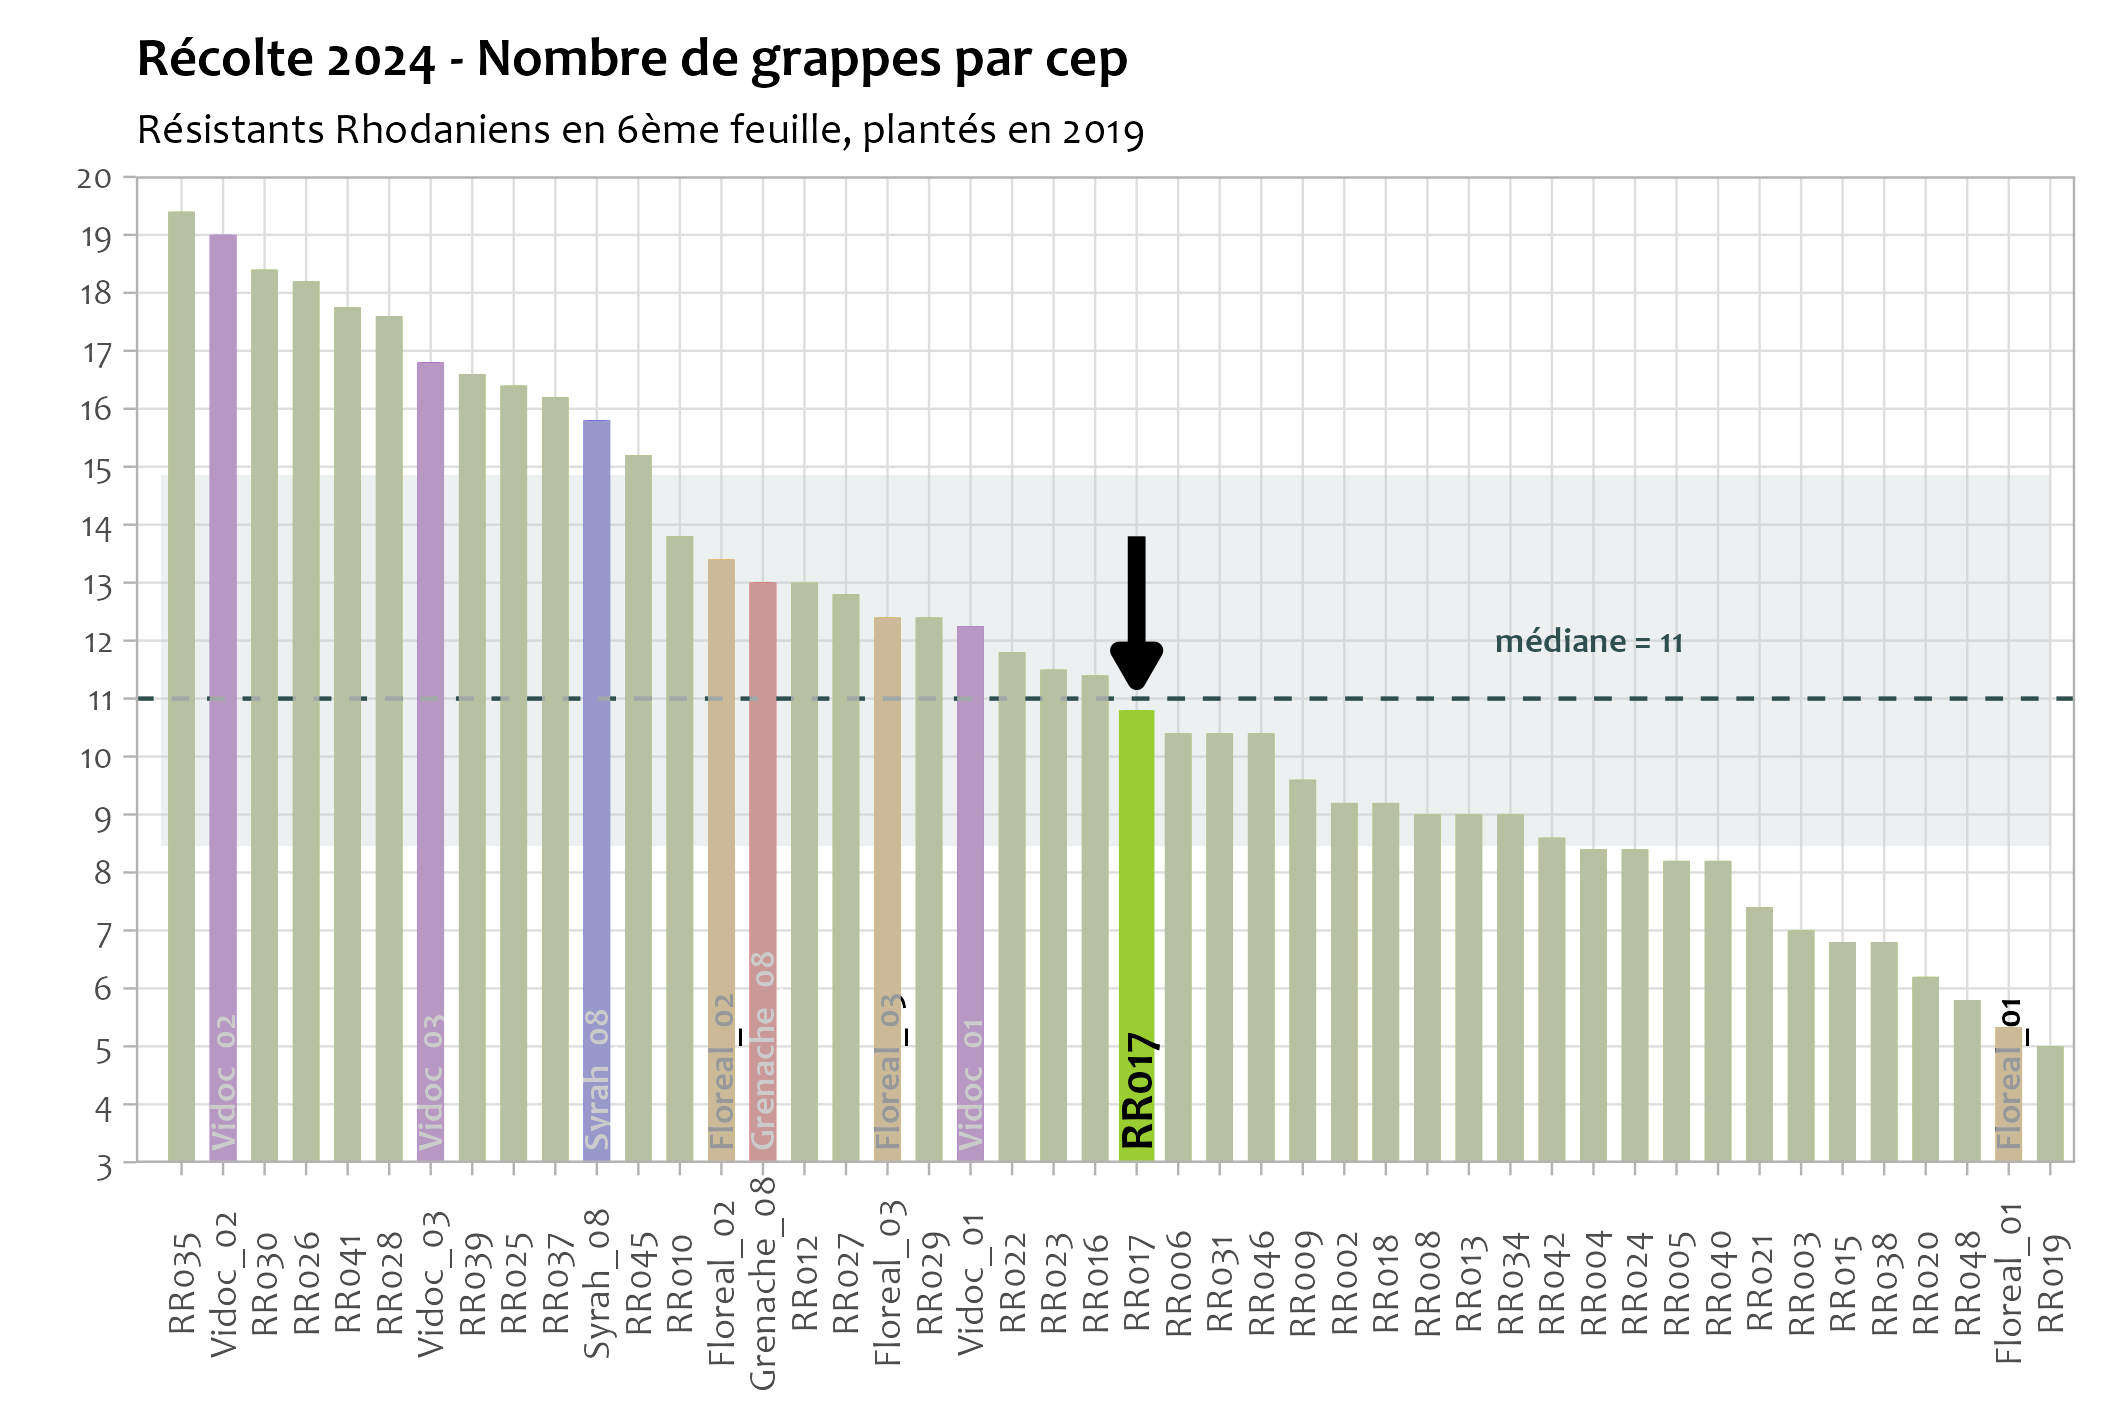 Récolte 2024 - Nombre de grappes par cep
Résistants Rhodaniens en 6ème feuille, plantés en 2019
20
19
18
17
16
15
14
13
12
11
10
9
8
7
6
5
4
3
médiane = 11
Vidoc_02
Vidoc_03
Syrah_08
Floreal_02
Grenache_08
Floreal_03
Vidoc_01
RR017
Floreal_01
RR035
Vidoc_02
RR030
RR026
RR041
RR028
Vidoc_03
RR039
RR025
RR037
Syrah_08
RR045
RR010
Floreal_02
Grenache_08
RR012
RR027
Floreal_03
RR029
Vidoc_01
RR022
RR023
RR016
RR017
RR006
RR031
RR046
RR009
RR002
RR018
RR008
RR013
RR034
RR042
RR004
RR024
RR005
RR040
RR021
RR003
RR015
RR038
RR020
RR048
Floreal_01
RR019